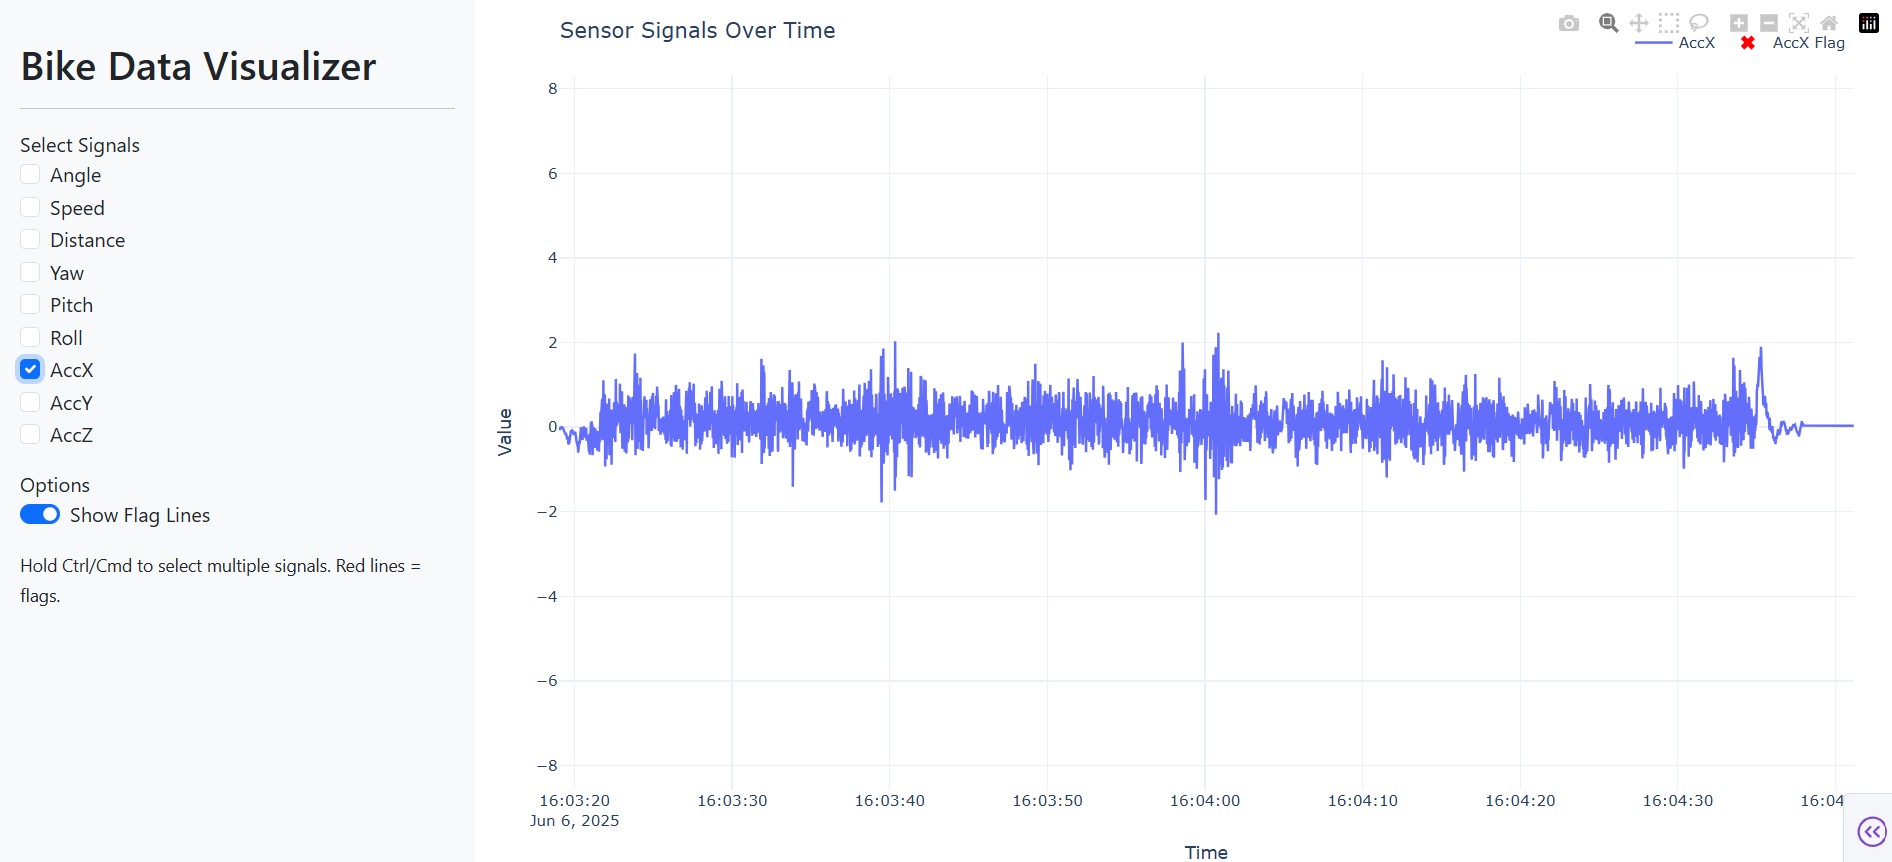 Bike Data Visualizer
Select Signals
Angle
Speed
Distance
Yaw
Pitch
Roll
AccX
AccY
AccZ
Options
Show Flag Lines
Hold Ctrl/Cmd to select multiple signals. Red lines =
flags.
Sensor Signals Over Time
AccX
AccX Flag
8
6
4
2
0
−2
−4
−6
−8
Value
16:03:20
16:03:30
16:03:40
16:03:50
16:04:00
16:04:10
16:04:20
16:04:30
16:04
Jun 6, 2025
Time